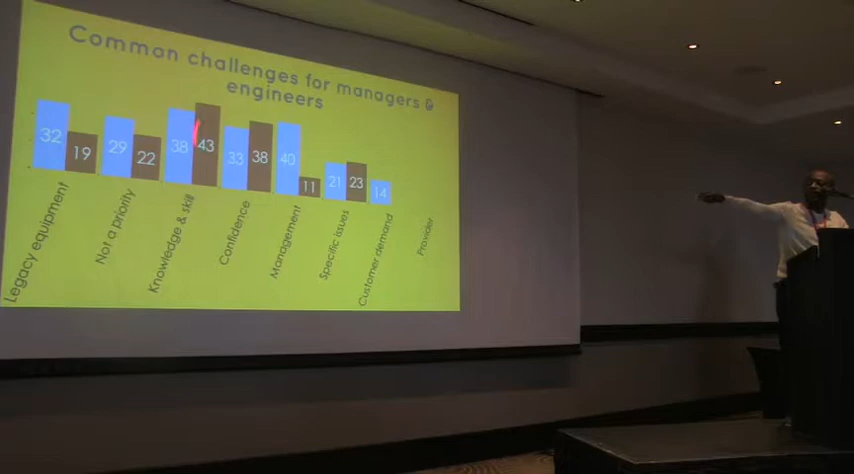 Common challenges for managers &
engineers
32 19 29 22 38 43 33 38 40 11 21 23 14
Legacy equipment
Not a priority
Knowledge & skill
Confidence
Management
Specific issues
Customer demand
Provider